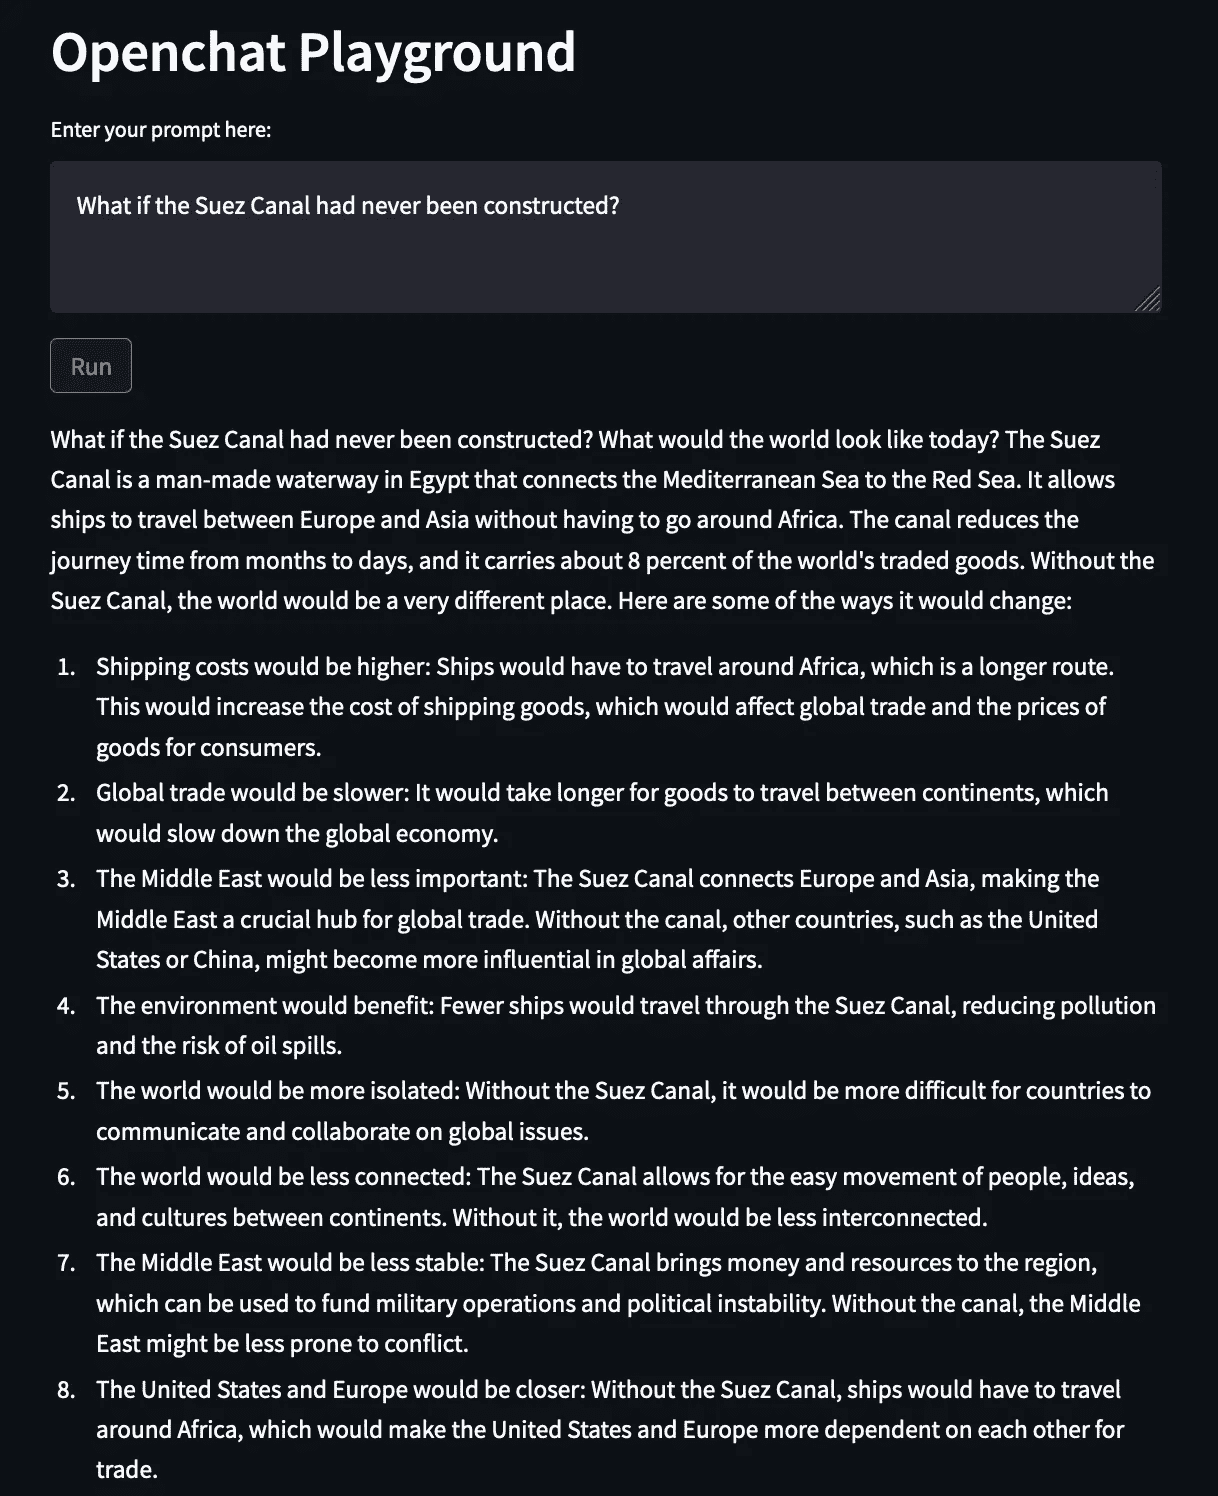 Openchat Playground
Enter your prompt here:
What if the Suez Canal had never been constructed?
Run
What if the Suez Canal had never been constructed? What would the world look like today? The Suez
Canal is a man-made waterway in Egypt that connects the Mediterranean Sea to the Red Sea. It allows
ships to travel between Europe and Asia without having to go around Africa. The canal reduces the
journey time from months to days, and it carries about 8 percent of the world's traded goods. Without the
Suez Canal, the world would be a very different place. Here are some of the ways it would change:
1. Shipping costs would be higher: Ships would have to travel around Africa, which is a longer route.
This would increase the cost of shipping goods, which would affect global trade and the prices of
goods for consumers.
2. Global trade would be slower: It would take longer for goods to travel between continents, which
would slow down the global economy.
3. The Middle East would be less important: The Suez Canal connects Europe and Asia, making the
Middle East a crucial hub for global trade. Without the canal, other countries, such as the United
States or China, might become more influential in global affairs.
4. The environment would benefit: Fewer ships would travel through the Suez Canal, reducing pollution
and the risk of oil spills.
5. The world would be more isolated: Without the Suez Canal, it would be more difficult for countries to
communicate and collaborate on global issues.
6. The world would be less connected: The Suez Canal allows for the easy movement of people, ideas,
and cultures between continents. Without it, the world would be less interconnected.
7. The Middle East would be less stable: The Suez Canal brings money and resources to the region,
which can be used to fund military operations and political instability. Without the canal, the Middle
East might be less prone to conflict.
8. The United States and Europe would be closer: Without the Suez Canal, ships would have to travel
around Africa, which would make the United States and Europe more dependent on each other for
trade.